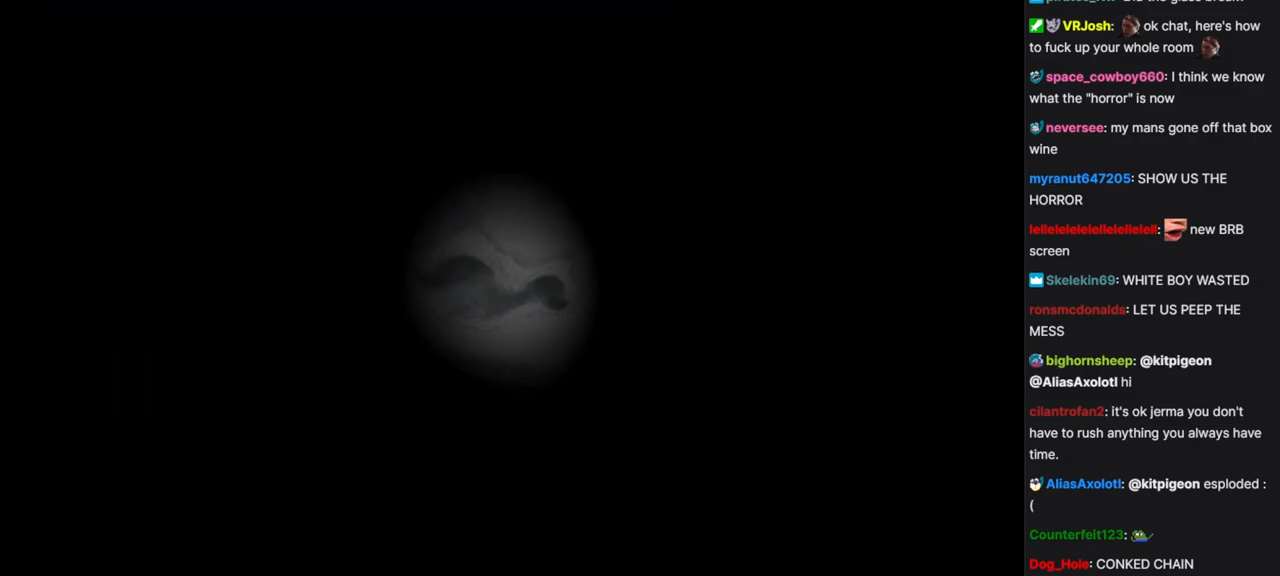 VRJosh: ok chat, here's how
to fuck up your whole room
space_cowboy660: I think we know
what the "horror" is now
neversee: my mans gone off that box
wine
myranut647205: SHOW US THE
HORROR
lellelelelelellelellelell: new BRB
screen
Skelekin69: WHITE BOY WASTED
ronsmcdonalds: LET US PEEP THE
MESS
bighornsheep: @kitpigeon
@AliasAxolotl hi
cilantrofan2: it's ok jerma you don't
have to rush anything you always have
time.
AliasAxolotl: @kitpigeon esploded :
(
Counterfeit123:
Dog_Hole: CONKED CHAIN